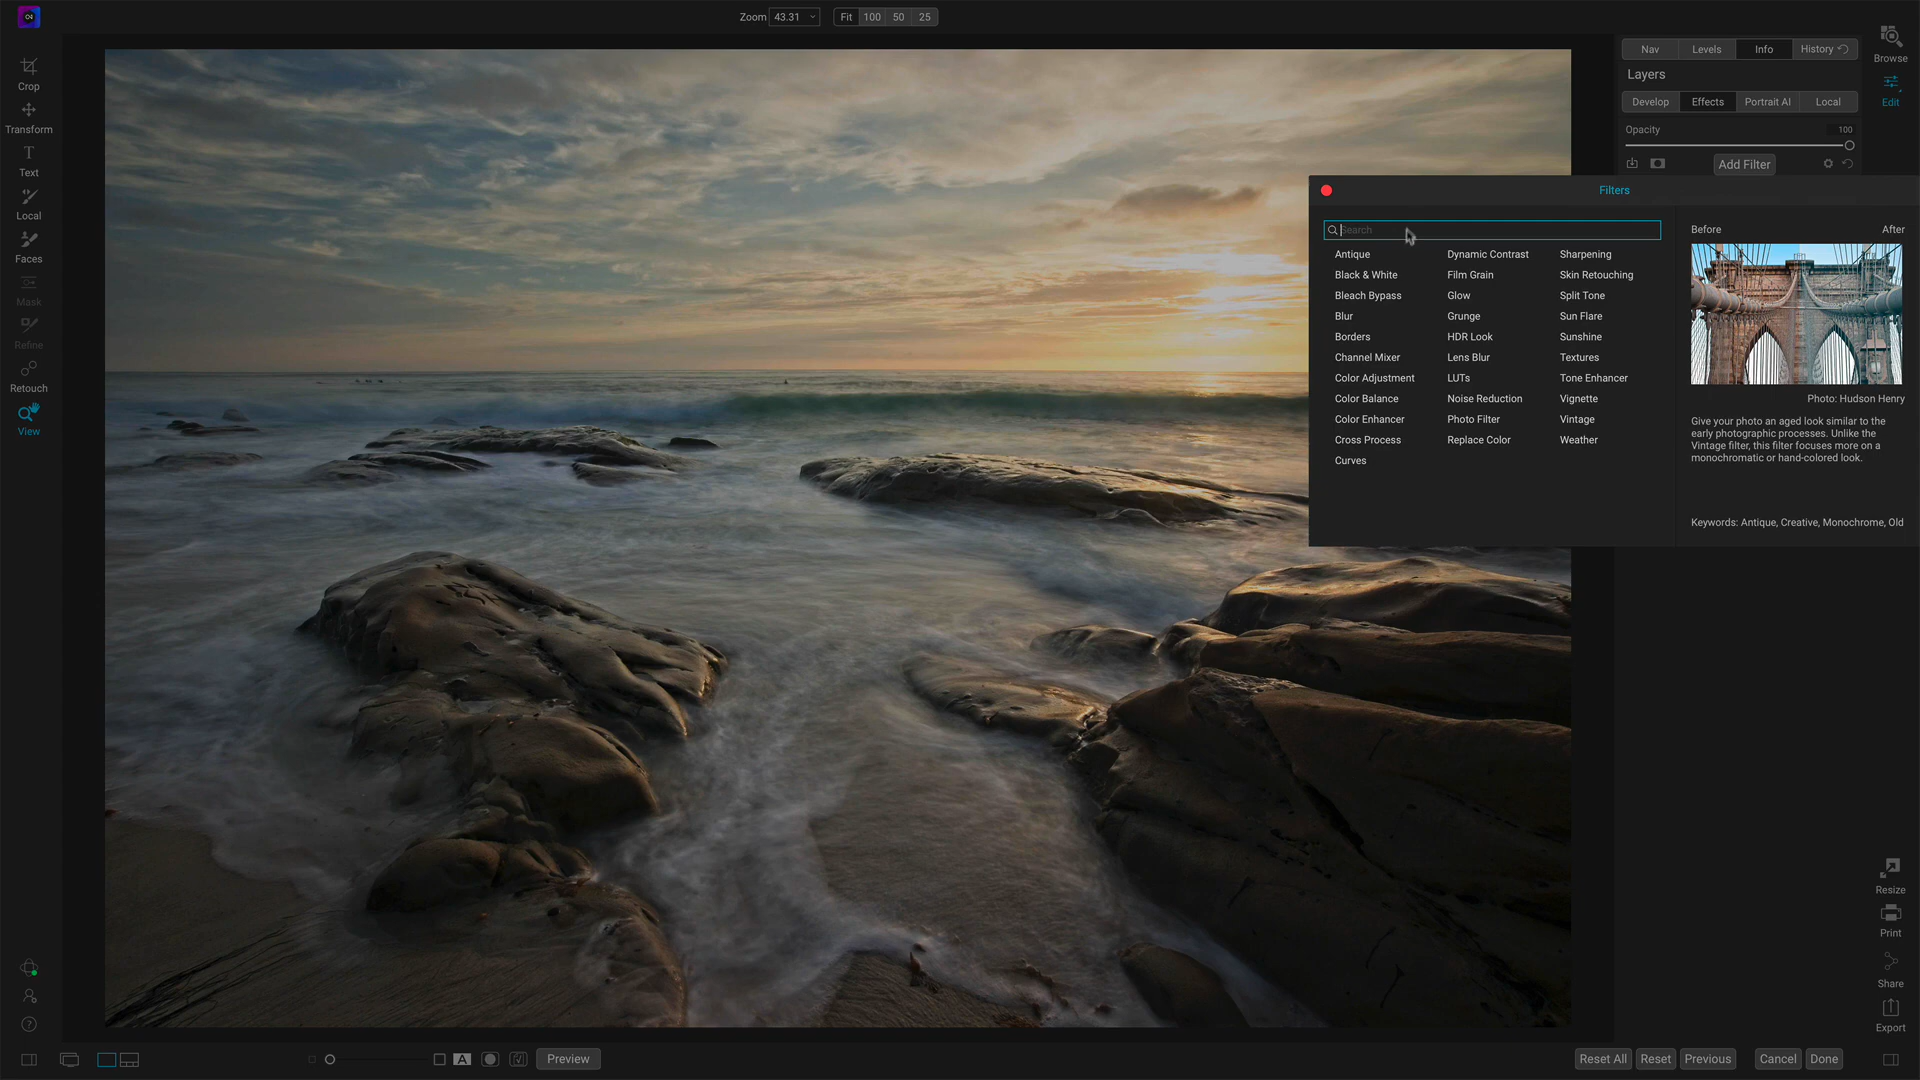 Zoom 43.31 Fit 100 50 25
Crop
Transform
T
Text
Local
Faces
Mask
Refine
Retouch
View
Nav Levels Info History
Layers
Develop Effects Portrait AI Local
Opacity 100
Add Filter
Browse
Edit
Filters
Search
Antique Dynamic Contrast Sharpening
Black & White Film Grain Skin Retouching
Bleach Bypass Glow Split Tone
Blur Grunge Sun Flare
Borders HDR Look Sunshine
Channel Mixer Lens Blur Textures
Color Adjustment LUTs Tone Enhancer
Color Balance Noise Reduction Vignette
Color Enhancer Photo Filter Vintage
Cross Process Replace Color Weather
Curves
Before After
Photo: Hudson Henry
Give your photo an aged look similar to the
early photographic processes. Unlike the
Vintage filter, this filter focuses more on a
monochromatic or hand-colored look.
Keywords: Antique, Creative, Monochrome, Old
Resize
Print
Share
Export
?
A Preview
Reset All Reset Previous Cancel Done